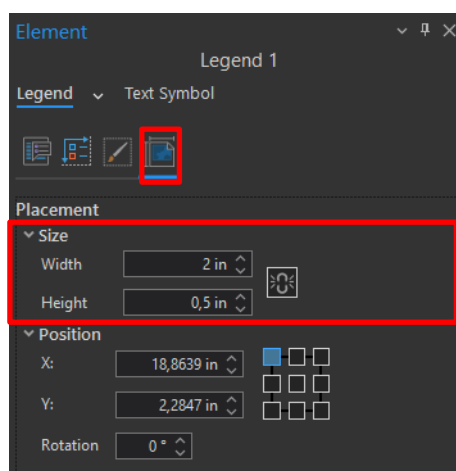 Element
Legend 1
Legend Text Symbol
Placement
Size
Width 2 in
Height 0,5 in
Position
X: 18,8639 in
Y: 2,2847 in
Rotation 0 °